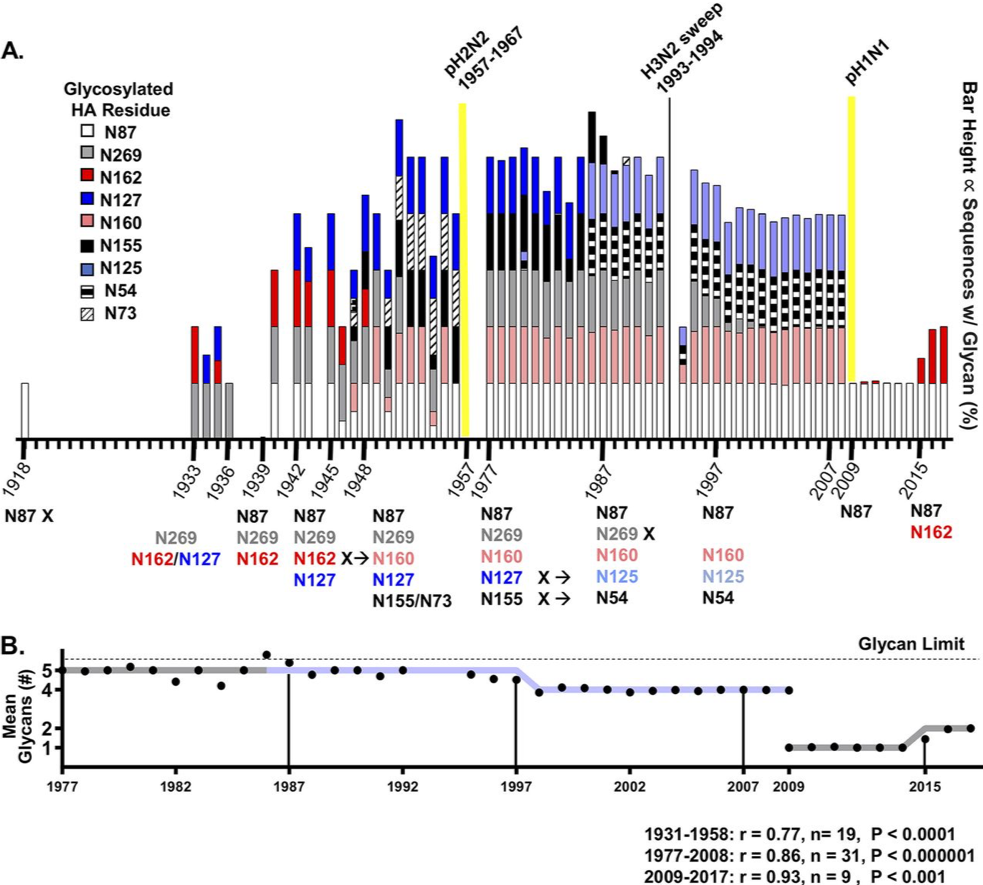 A.
pH2N2
1957-1967
H3N2 sweep
1993-1994
pH1N1
Glycosylated
HA Residue
N87
N269
N162
N127
N160
N155
N125
N54
N73
Bar Height ∝ Sequences w/ Glycan (%)
1918 1933 1936 1939 1942 1945 1948 1957 1977 1987 1997 2007 2009 2015
N87 X N87 N87 N87 N87 N87 N87 N87 N87
N269 N269 N269 N269 N269 N269 X N162
N162/N127 N162 N162 X→ N160 N160 N160 N160
N127 N127 N127 X → N125 N125
N155/N73 N155 X → N54 N54
B.
Glycan Limit
Mean
Glycans (#)
5
4
2
1
1977 1982 1987 1992 1997 2002 2007 2009 2015
1931-1958: r = 0.77, n= 19, P < 0.0001
1977-2008: r = 0.86, n = 31, P < 0.000001
2009-2017: r = 0.93, n = 9 , P < 0.001